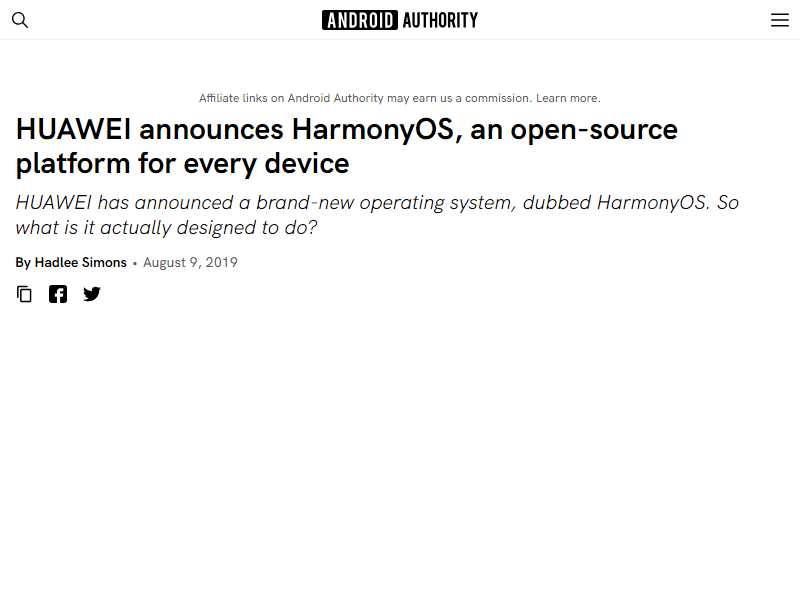 ANDROID AUTHORITY
Affiliate links on Android Authority may earn us a commission. Learn more.
HUAWEI announces HarmonyOS, an open-source
platform for every device
HUAWEI has announced a brand-new operating system, dubbed HarmonyOS. So
what is it actually designed to do?
By Hadlee Simons • August 9, 2019